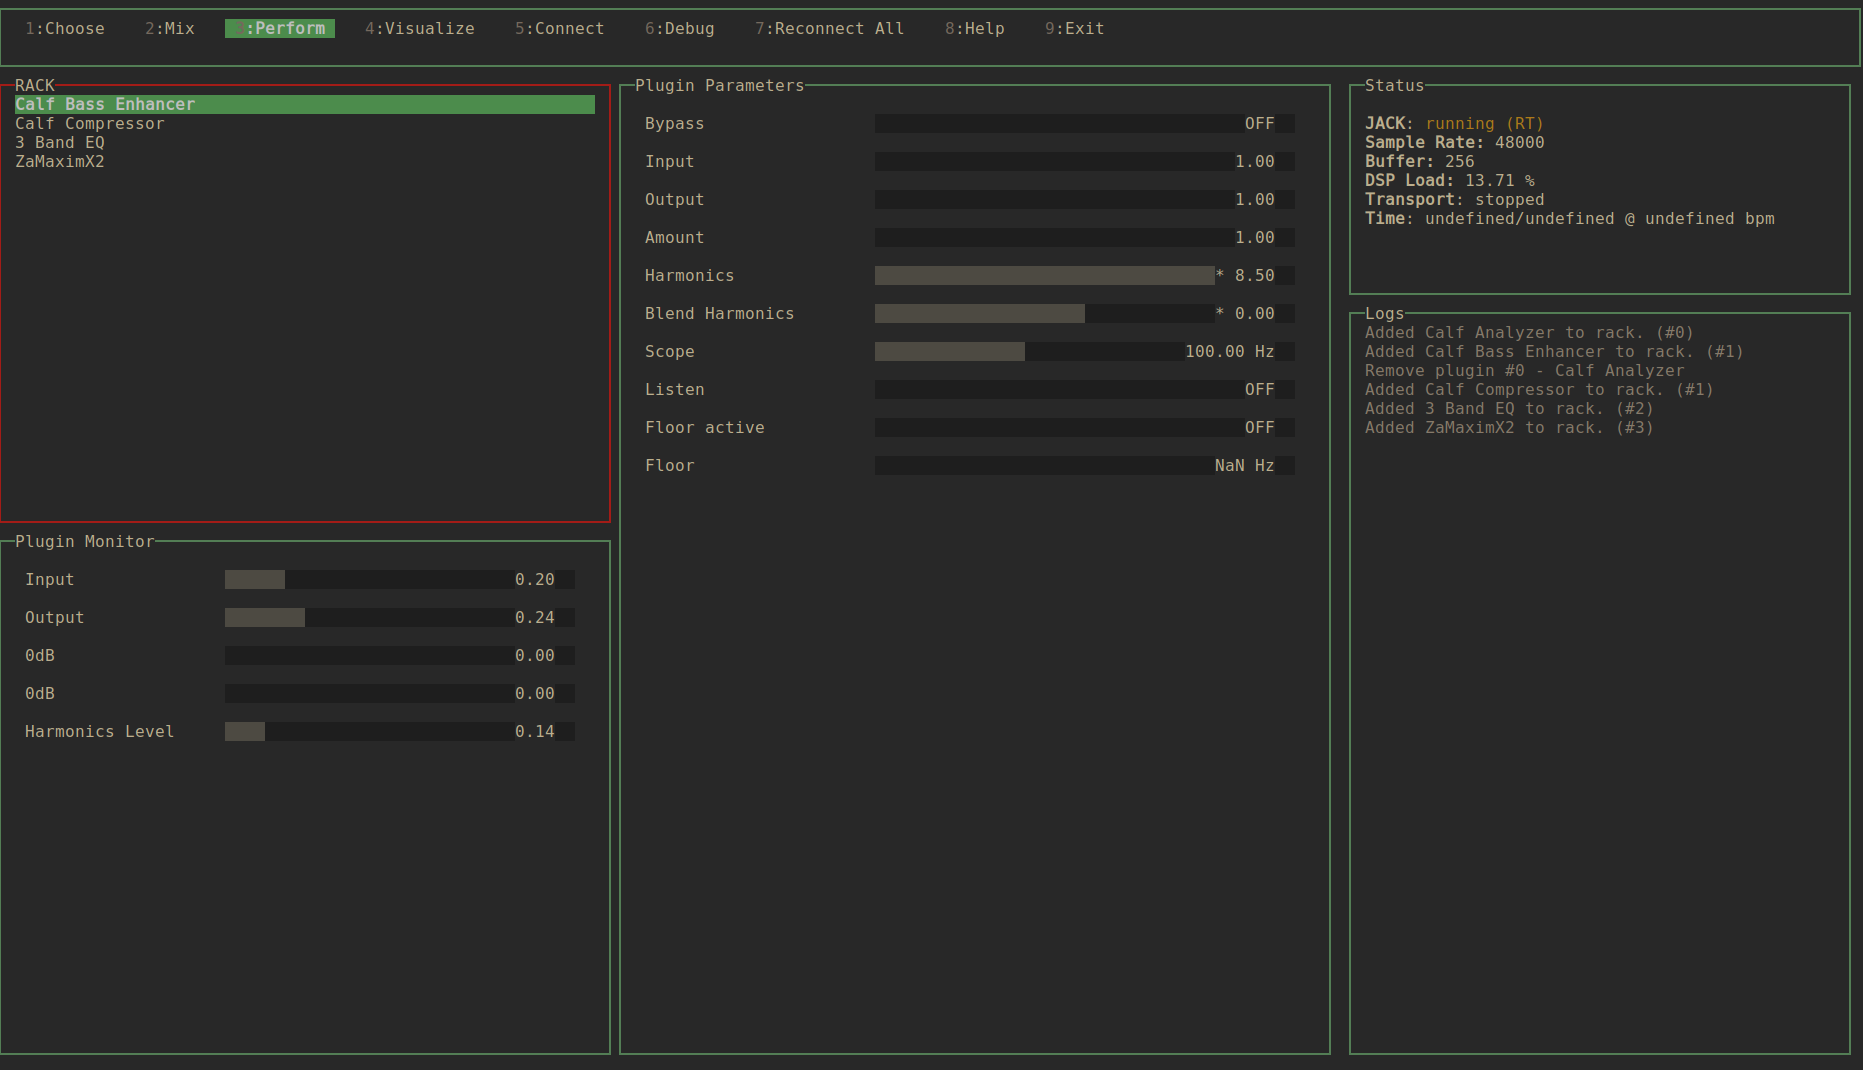 1:Choose 2:Mix 3:Perform 4:Visualize 5:Connect 6:Debug 7:Reconnect All 8:Help 9:Exit
RACK
Calf Bass Enhancer
Calf Compressor
3 Band EQ
ZaMaximX2
Plugin Monitor
Input 0.20
Output 0.24
0dB 0.00
0dB 0.00
Harmonics Level 0.14
Plugin Parameters
Bypass OFF
Input 1.00
Output 1.00
Amount 1.00
Harmonics * 8.50
Blend Harmonics * 0.00
Scope 100.00 Hz
Listen OFF
Floor active OFF
Floor NaN Hz
Status
JACK: running (RT)
Sample Rate: 48000
Buffer: 256
DSP Load: 13.71 %
Transport: stopped
Time: undefined/undefined @ undefined bpm
Logs
Added Calf Analyzer to rack. (#0)
Added Calf Bass Enhancer to rack. (#1)
Remove plugin #0 - Calf Analyzer
Added Calf Compressor to rack. (#1)
Added 3 Band EQ to rack. (#2)
Added ZaMaximX2 to rack. (#3)